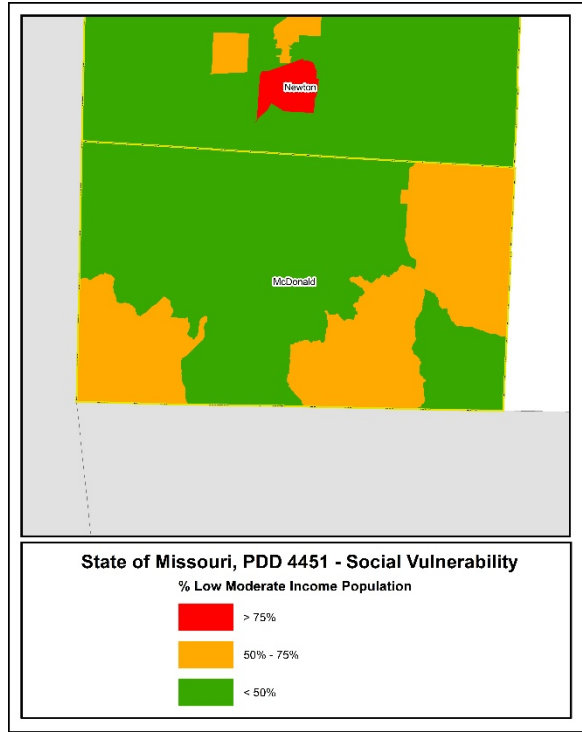 Newton
McDonald
State of Missouri, PDD 4451 - Social Vulnerability
% Low Moderate Income Population
> 75%
50% - 75%
< 50%